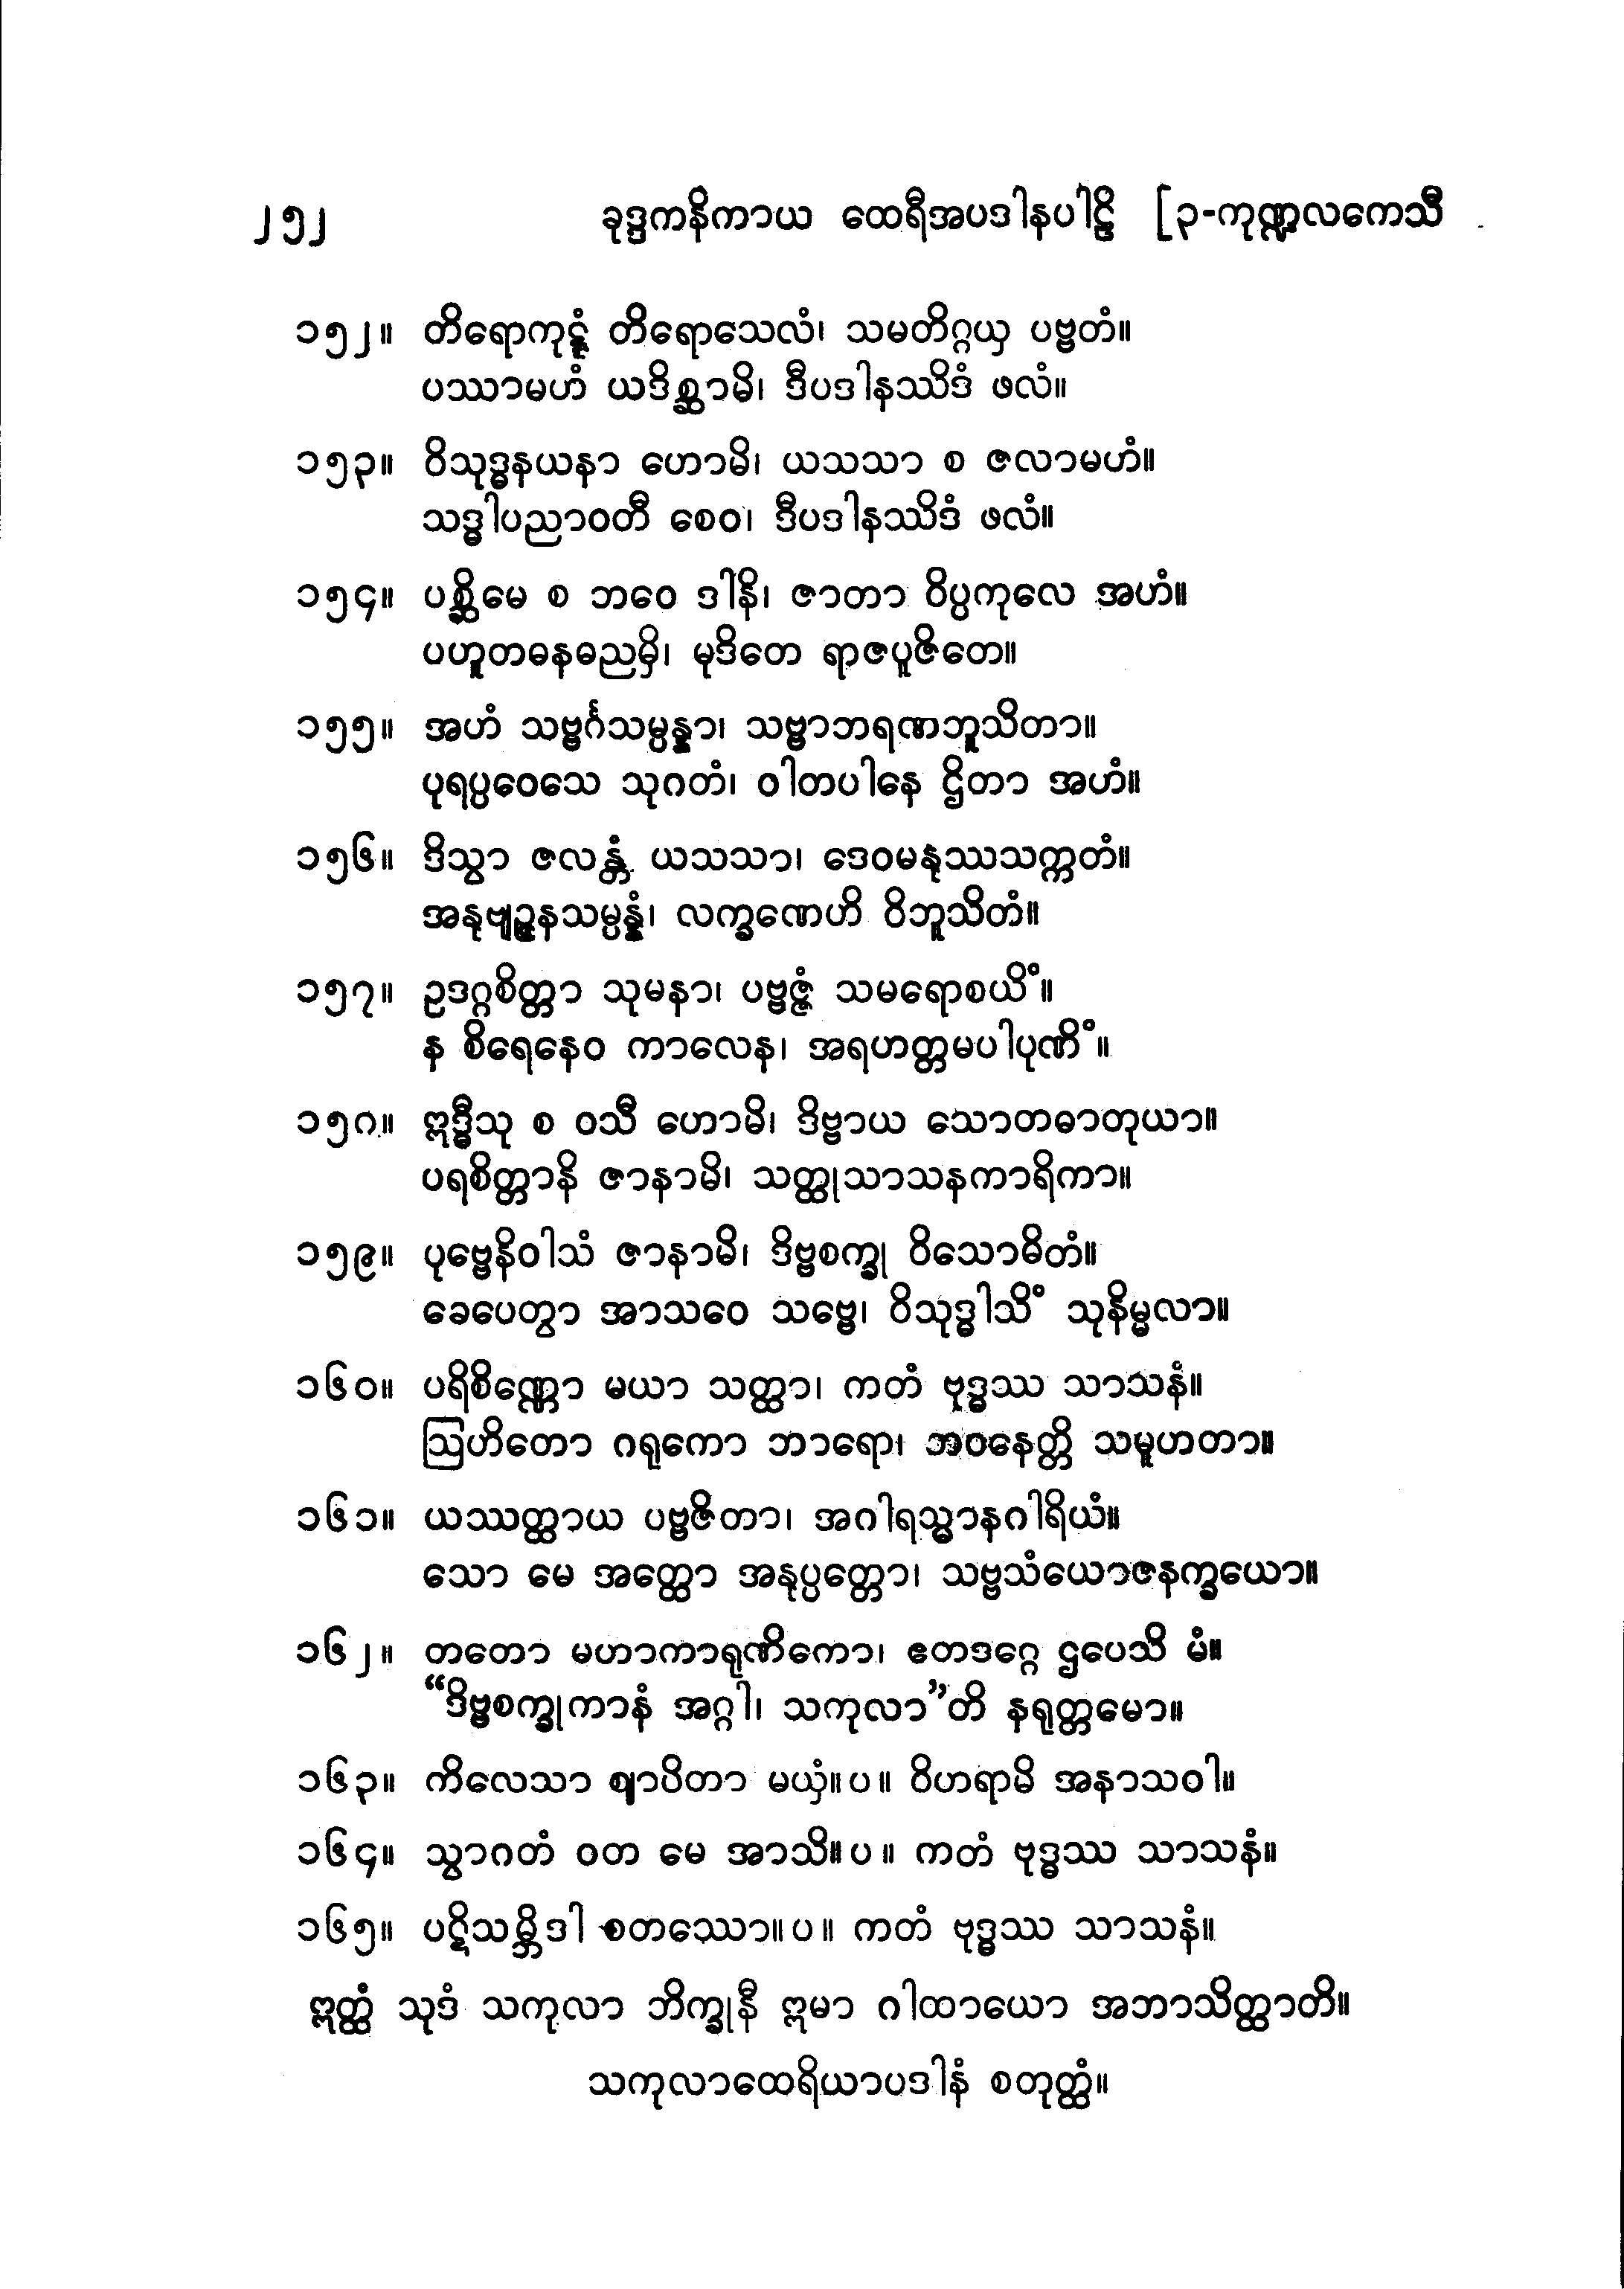 ၂၅၂ ခုဒ္ဒကနိကာယ ထေရီအပဒါနပါဠိ [၃-ကုဏ္ဍလကေသီ
၁၅၂။ တိရောကုဋ္ဋံ တိရောသေလံ၊ သမတိဂ္ဂယှ ပဗ္ဗတံ။
ပဿာမဟံ ယဒိစ္ဆာမိ၊ ဒီပဒါနဿိဒံ ဖလံ။
၁၅၃။ ဝိသုဒ္ဓနယနာ ဟောမိ၊ ယသသာ စ ဇလာမဟံ။
သဒ္ဓါပညာဝတီ စေဝ၊ ဒီပဒါနဿိဒံ ဖလံ။
၁၅၄။ ပစ္ဆိမေ စ ဘဝေ ဒါနိ၊ ဇာတာ ဝိပ္ပကုလေ အဟံ။
ပဟူတဓနဓညမှိ၊ မုဒိတေ ရာဇပူဇိတေ။
၁၅၅။ အဟံ သဗ္ဗင်္ဂသမ္ပန္နာ၊ သဗ္ဗာဘရဏဘူသိတာ။
ပုရပ္ပဝေသေ သုဂတံ၊ ဝါတပါနေ ဌိတာ အဟံ။
၁၅၆။ ဒိသွာ ဇလန္တံ ယသသာ၊ ဒေဝမနုဿသက္ကတံ။
အနုဗျဉ္ဇနသမ္ပန္နံ၊ လက္ခဏေဟိ ဝိဘူသိတံ။
၁၅၇။ ဥဒဂ္ဂစိတ္တာ သုမနာ၊ ပဗ္ဗဇ္ဇံ သမရောစယိံ။
န စိရေနေဝ ကာလေန၊ အရဟတ္တမပါပုဏိံ။
၁၅၈။ ဣဒ္ဓီသု စ ဝသီ ဟောမိ၊ ဒိဗ္ဗာယ သောတဓာတုယာ။
ပရစိတ္တာနိ ဇာနာမိ၊ သတ္ထုသာသနကာရိကာ။
၁၅၉။ ပုဗ္ဗေနိဝါသံ ဇာနာမိ၊ ဒိဗ္ဗစက္ခု ဝိသောဓိတံ။
ခေပေတွာ အာသဝေ သဗ္ဗေ၊ ဝိသုဒ္ဓါသိံ သုနိမ္မလာ။
၁၆၀။ ပရိစိဏ္ဏော မယာ သတ္ထာ၊ ကတံ ဗုဒ္ဓဿ သာသနံ။
ဩဟိတော ဂရုကော ဘာရော၊ ဘဝနေတ္တိ သမူဟတာ။
၁၆၁။ ယဿတ္ထာယ ပဗ္ဗဇိတာ၊ အဂါရသ္မာနဂါရိယံ။
သော မေ အတ္ထော အနုပ္ပတ္တော၊ သဗ္ဗသံယောဇနက္ခယော။
၁၆၂။ တတော မဟာကာရုဏိကော၊ ဧတဒဂ္ဂေ ဌပေသိ မံ။
“ဒိဗ္ဗစက္ခုကာနံ အဂ္ဂါ၊ သကုလာ”တိ နရုတ္တမော။
၁၆၃။ ကိလေသာ ဈာပိတာ မယှံ။ ပ။ ဝိဟရာမိ အနာသဝါ။
၁၆၄။ သွာဂတံ ဝတ မေ အာသိ။ ပ။ ကတံ ဗုဒ္ဓဿ သာသနံ။
၁၆၅။ ပဋိသမ္ဘိဒါ စတဿော။ ပ။ ကတံ ဗုဒ္ဓဿ သာသနံ။
ဣတ္ထံ သုဒံ သကုလာ ဘိက္ခုနီ ဣမာ ဂါထာယော အဘာသိတ္ထာတိ။
သကုလာထေရိယာပဒါနံ စတုတ္ထံ။